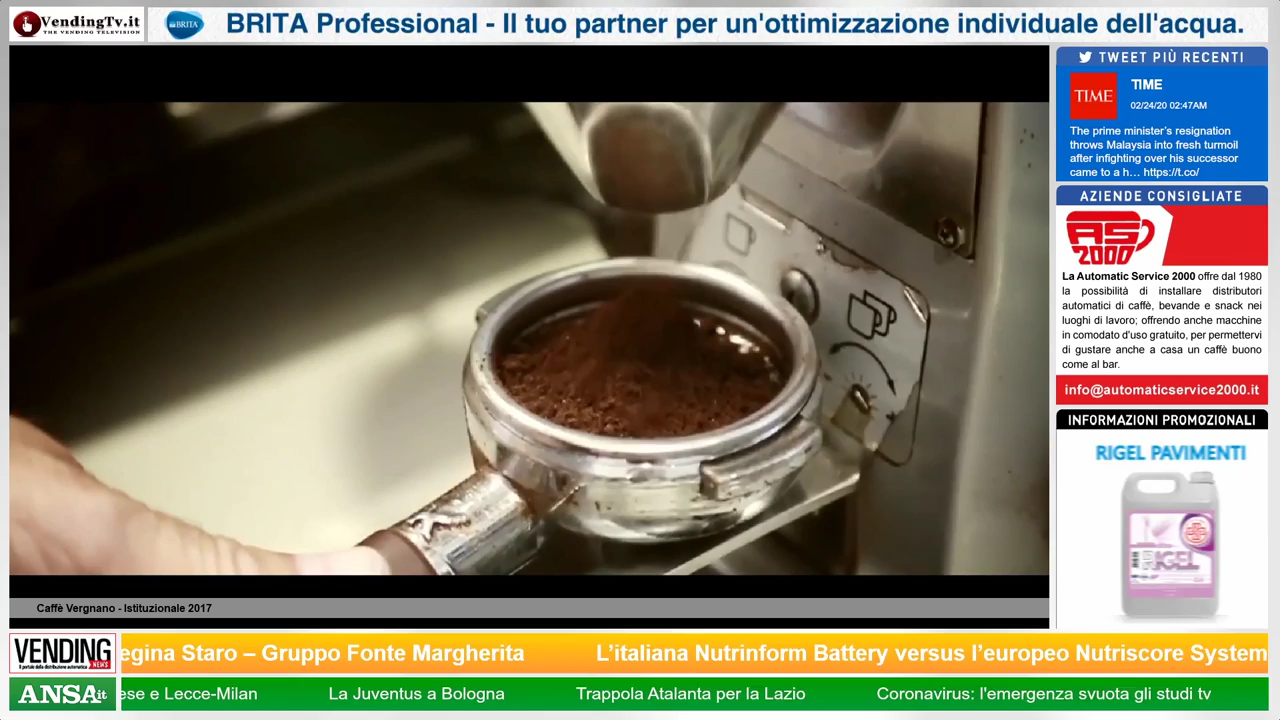 VendingTv.it
THE VENDING TELEVISION
BRITA
BRITA Professional - Il tuo partner per un'ottimizzazione individuale dell'acqua.
TWEET PIÙ RECENTI
TIME
TIME
02/24/20 02:47AM
The prime minister's resignation
throws Malaysia into fresh turmoil
after infighting over his successor
came to a h… https://t.co/
AZIENDE CONSIGLIATE
AS
2000
La Automatic Service 2000 offre dal 1980
la possibilità di installare distributori
automatici di caffè, bevande e snack nei
luoghi di lavoro; offrendo anche macchine
in comodato d'uso gratuito, per permettervi
di gustare anche a casa un caffè buono
come al bar.
info@automaticservice2000.it
INFORMAZIONI PROMOZIONALI
RIGEL PAVIMENTI
RIGEL
Caffè Vergnano - Istituzionale 2017
VENDING
NEWS
Il portale della distribuzione automatica
egina Staro – Gruppo Fonte Margherita L’italiana Nutrinform Battery versus l’europeo Nutriscore System
ANSA.it
ese e Lecce-Milan La Juventus a Bologna Trappola Atalanta per la Lazio Coronavirus: l'emergenza svuota gli studi tv